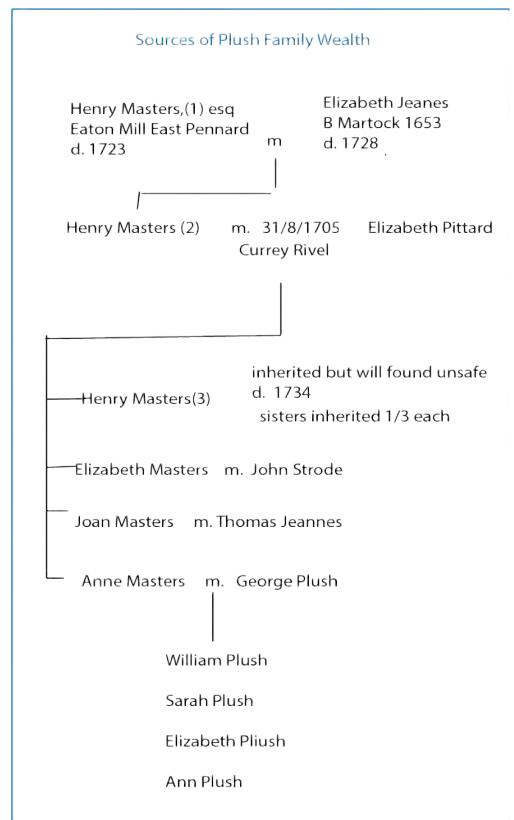 Sources of Plush Family Wealth
Henry Masters,(1) esq
Eaton Mill East Pennard
d. 1723
m
Elizabeth Jeanes
B Martock 1653
d. 1728
Henry Masters (2) m. 31/8/1705 Elizabeth Pittard
Currey Rivel
inherited but will found unsafe
d. 1734
Henry Masters(3)
sisters inherited 1/3 each
Elizabeth Masters m. John Strode
Joan Masters m. Thomas Jeannes
Anne Masters m. George Plush
William Plush
Sarah Plush
Elizabeth Pliush
Ann Plush